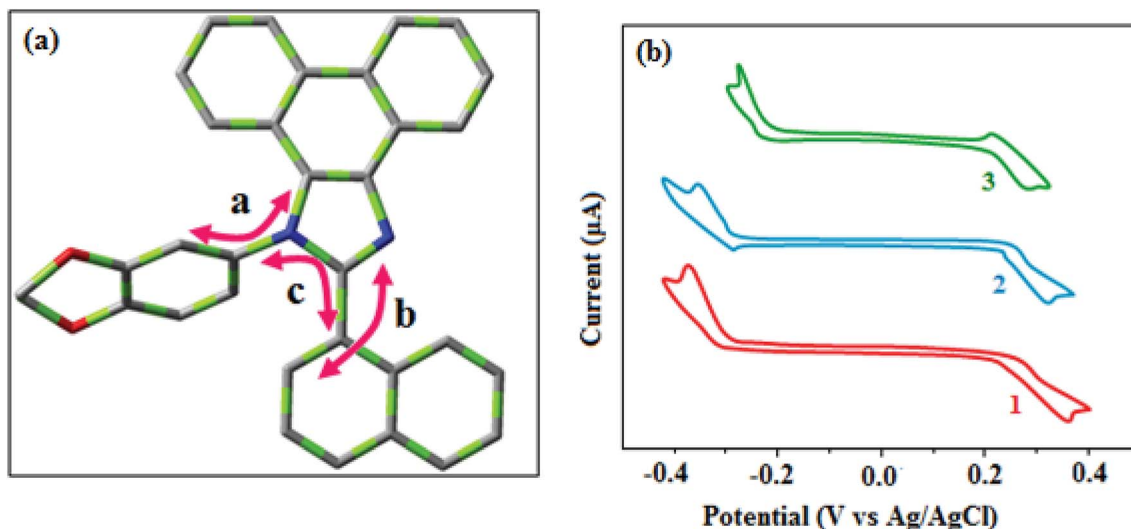 (a)
a
c
b
(b)
Current (µA)
3
2
1
-0.4
-0.2
0.0
0.2
0.4
Potential (V vs Ag/AgCl)